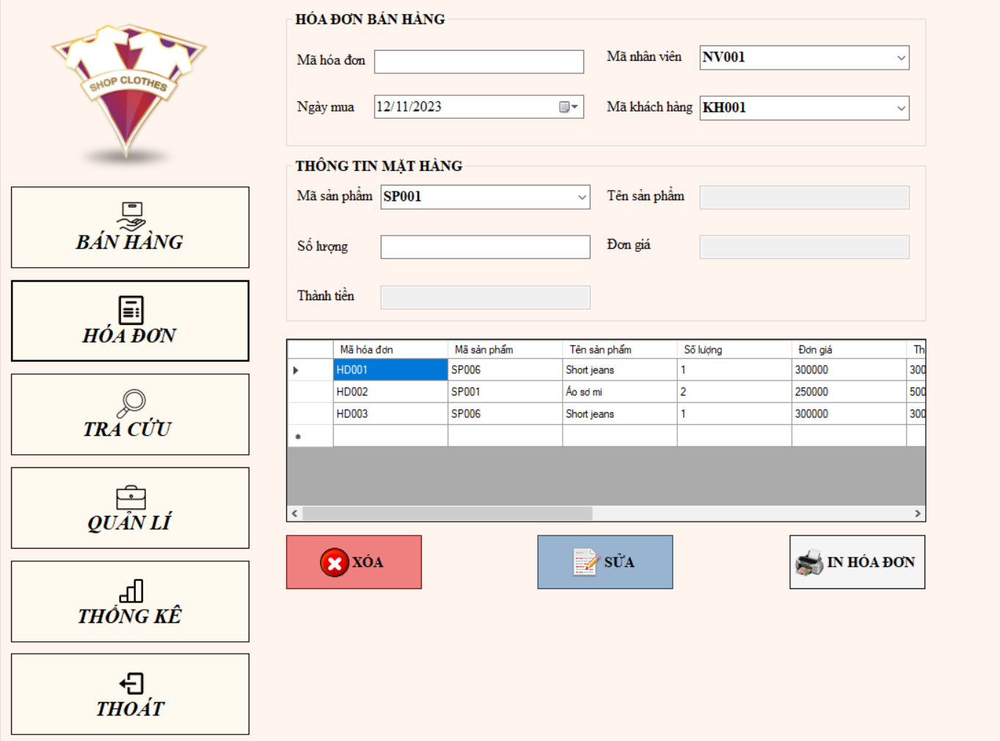 SHOP CLOTHES
BÁN HÀNG
HÓA ĐƠN
TRA CỨU
QUẢN LÍ
THỐNG KÊ
THOÁT
HÓA ĐƠN BÁN HÀNG
Mã hóa đơn
Mã nhân viên NV001
Ngày mua 12/11/2023
Mã khách hàng KH001
THÔNG TIN MẶT HÀNG
Mã sản phẩm SP001
Tên sản phẩm
Số lượng
Đơn giá
Thành tiền
Mã hóa đơn Mã sản phẩm Tên sản phẩm Số lượng Đơn giá Th
HD001 SP006 Short jeans 1 300000 300
HD002 SP001 Áo sơ mi 2 250000 500
HD003 SP006 Short jeans 1 300000 300
XÓA
SỬA
IN HÓA ĐƠN